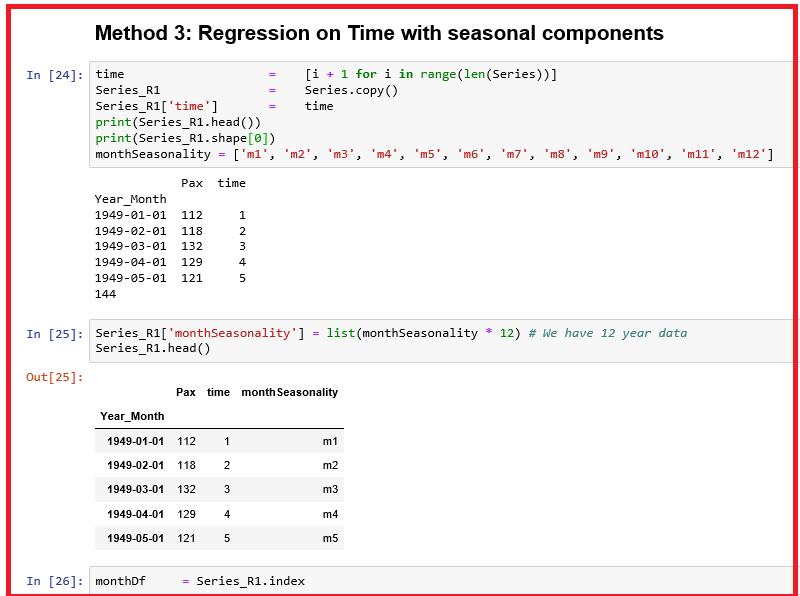 Method 3: Regression on Time with seasonal components
In [24]: time = [i + 1 for i in range(len(Series))]
Series_R1 = Series.copy()
Series_R1['time'] = time
print(Series_R1.head())
print(Series_R1.shape[0])
monthSeasonality = ['m1', 'm2', 'm3', 'm4', 'm5', 'm6', 'm7', 'm8', 'm9', 'm10', 'm11', 'm12']
Pax time
Year_Month
1949-01-01 112 1
1949-02-01 118 2
1949-03-01 132 3
1949-04-01 129 4
1949-05-01 121 5
144
In [25]: Series_R1['monthSeasonality'] = list(monthSeasonality * 12) # We have 12 year data
Series_R1.head()
Out[25]:
Pax time monthSeasonality
Year_Month
1949-01-01 112 1 m1
1949-02-01 118 2 m2
1949-03-01 132 3 m3
1949-04-01 129 4 m4
1949-05-01 121 5 m5
In [26]: monthDf = Series_R1.index